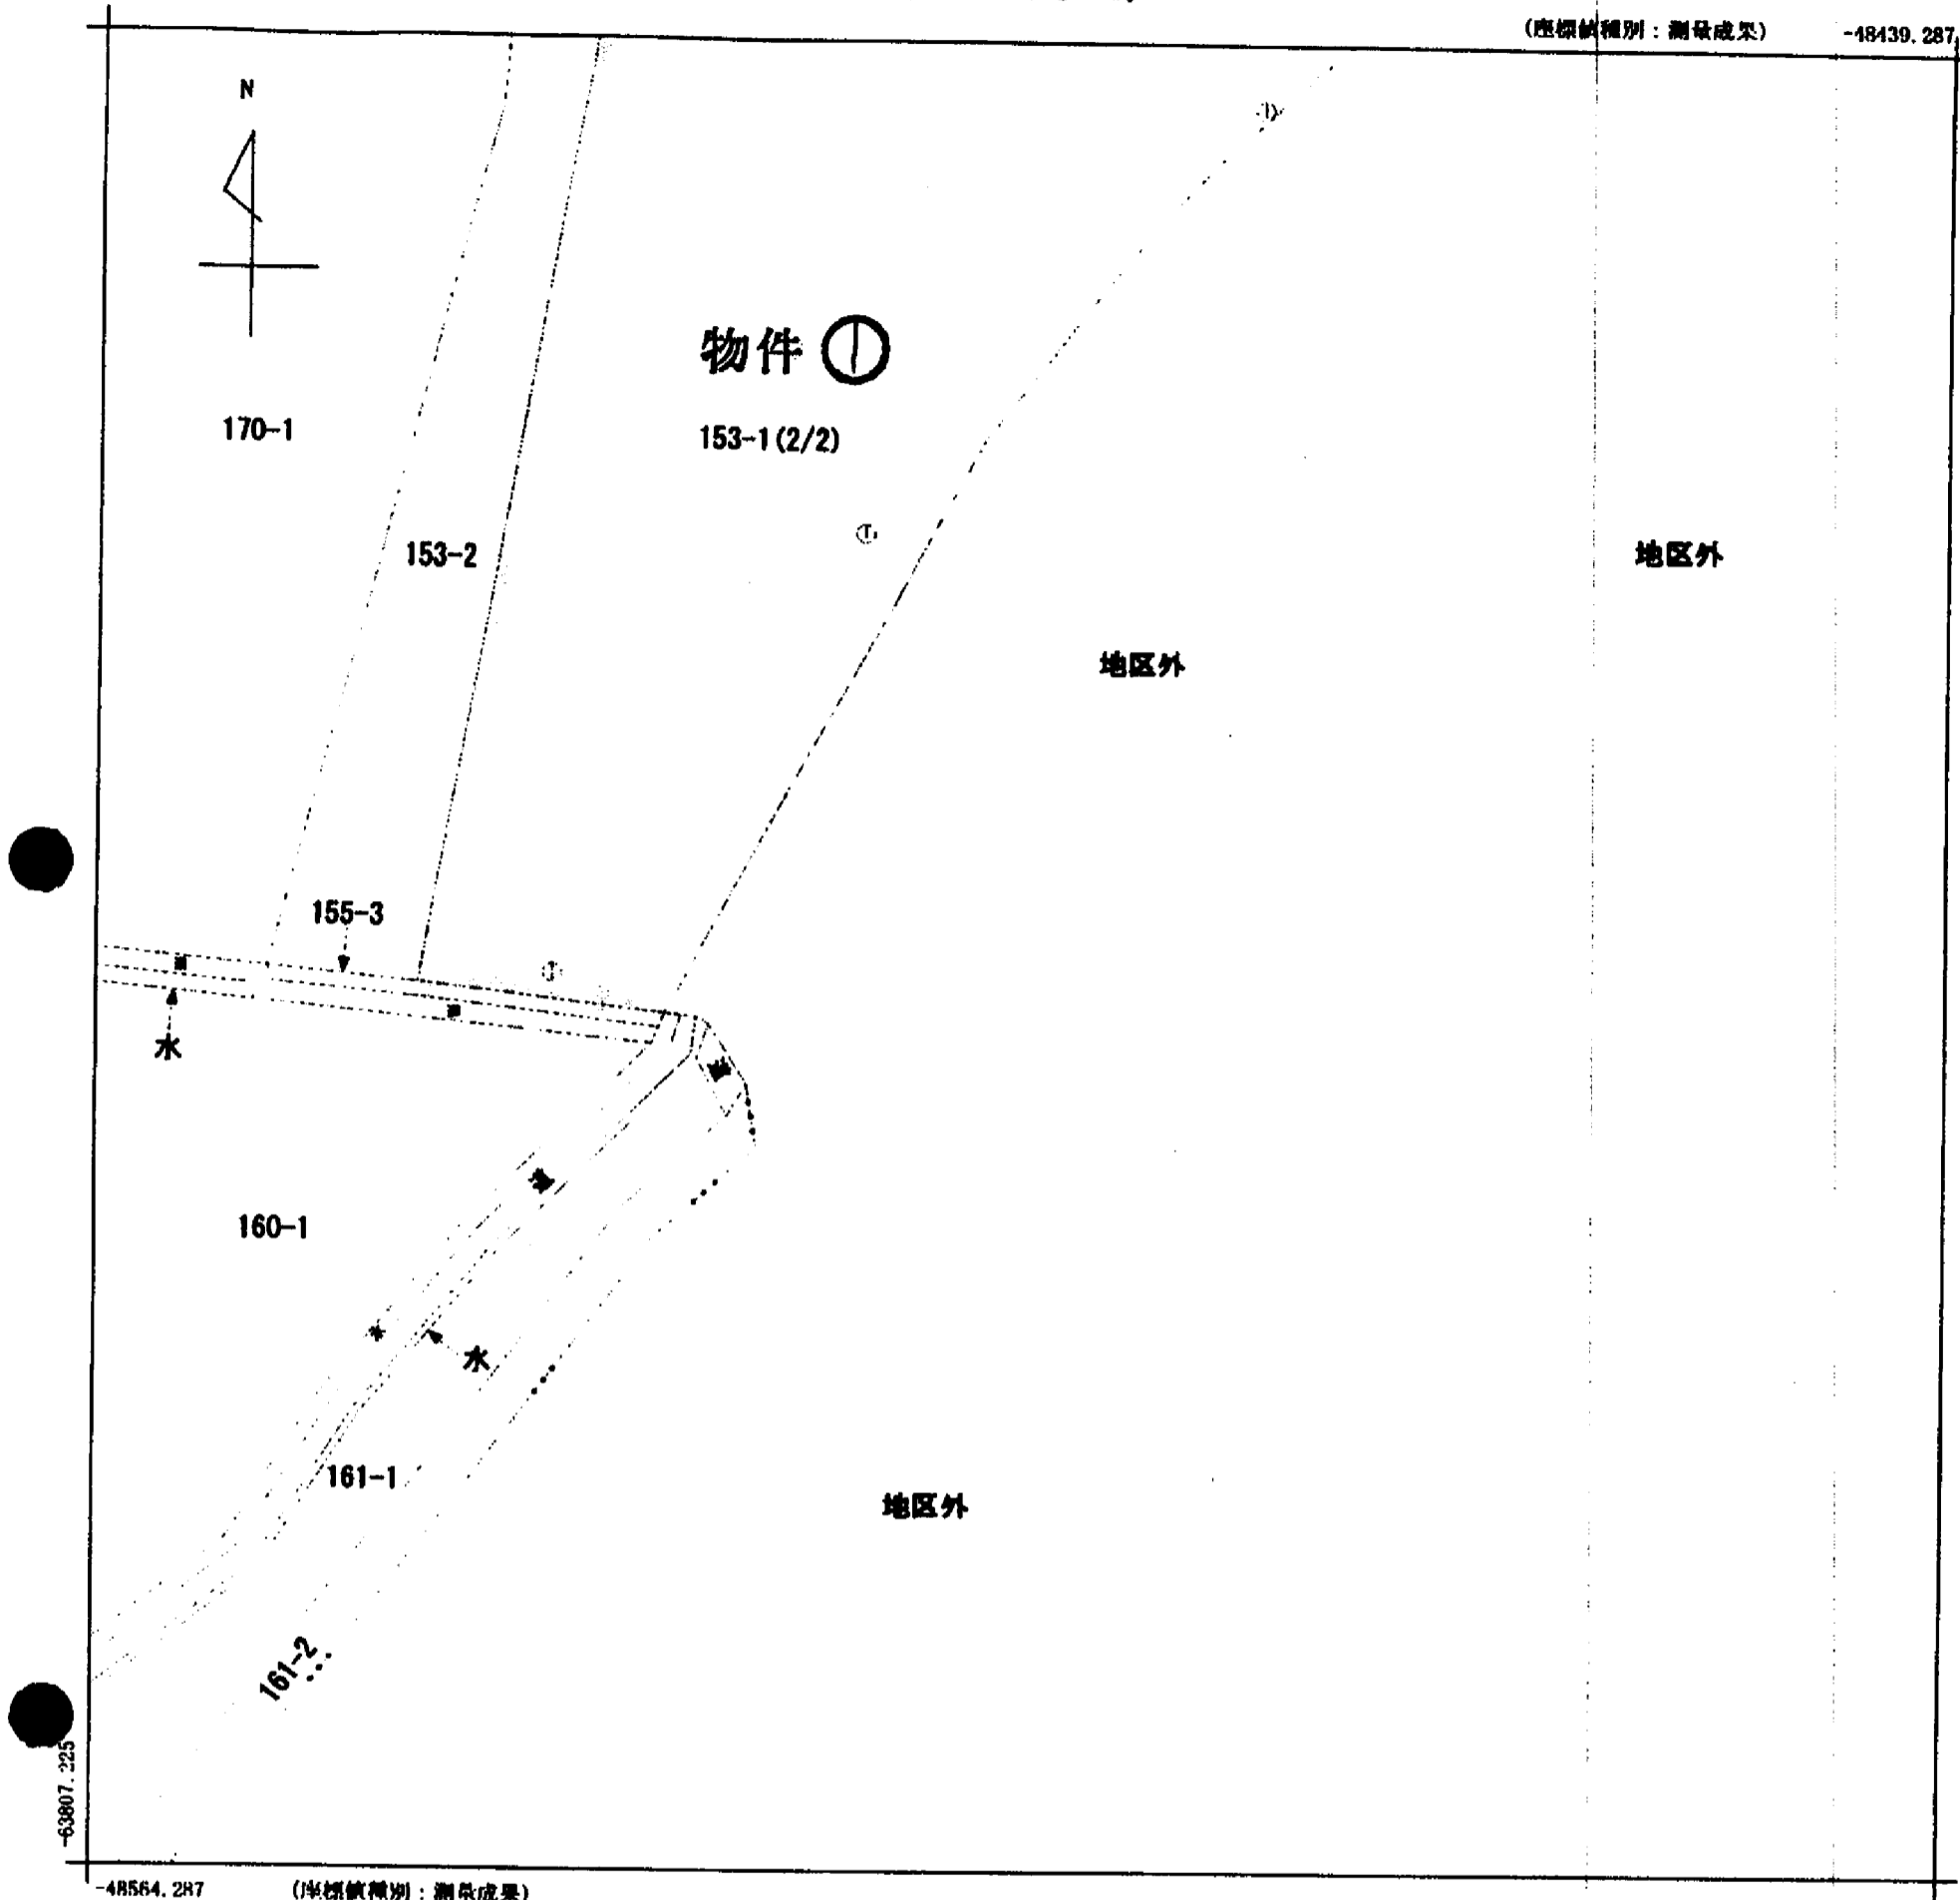 (座標値種別：測量成果)
-48439.287
N
物件 ①
170-1
153-1(2/2)
153-2
地区外
地区外
155-3
水
160-1
道
水
161-1
地区外
161-2
-63807.225
-48564.287
(座標値種別：測量成果)